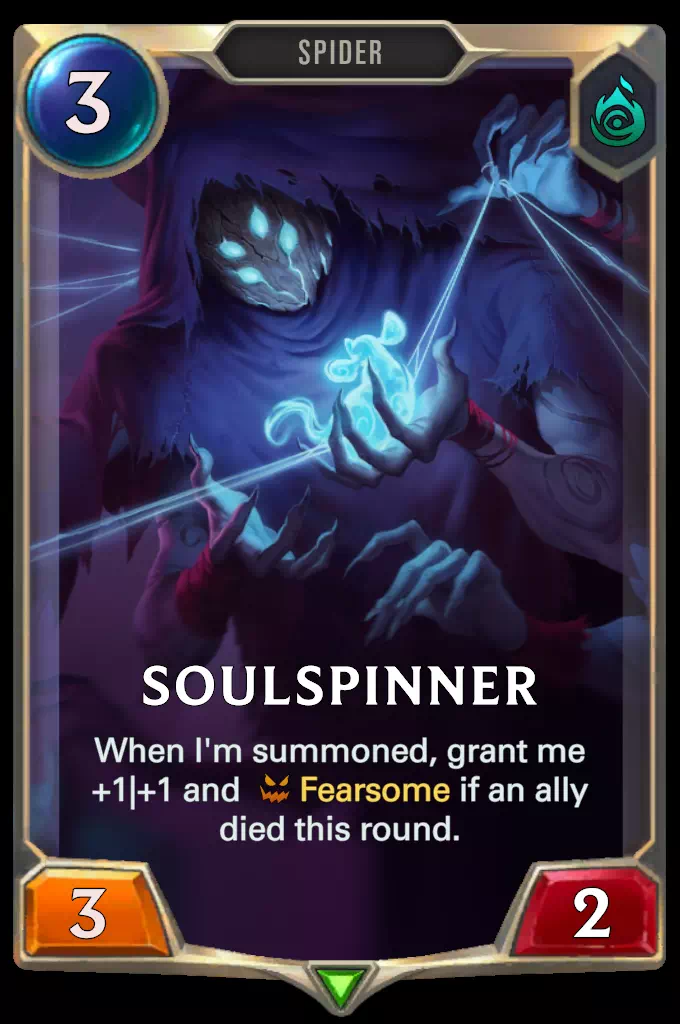 SPIDER
3
SOULSPINNER
When I'm summoned, grant me
+1|+1 and Fearsome if an ally
died this round.
3
2